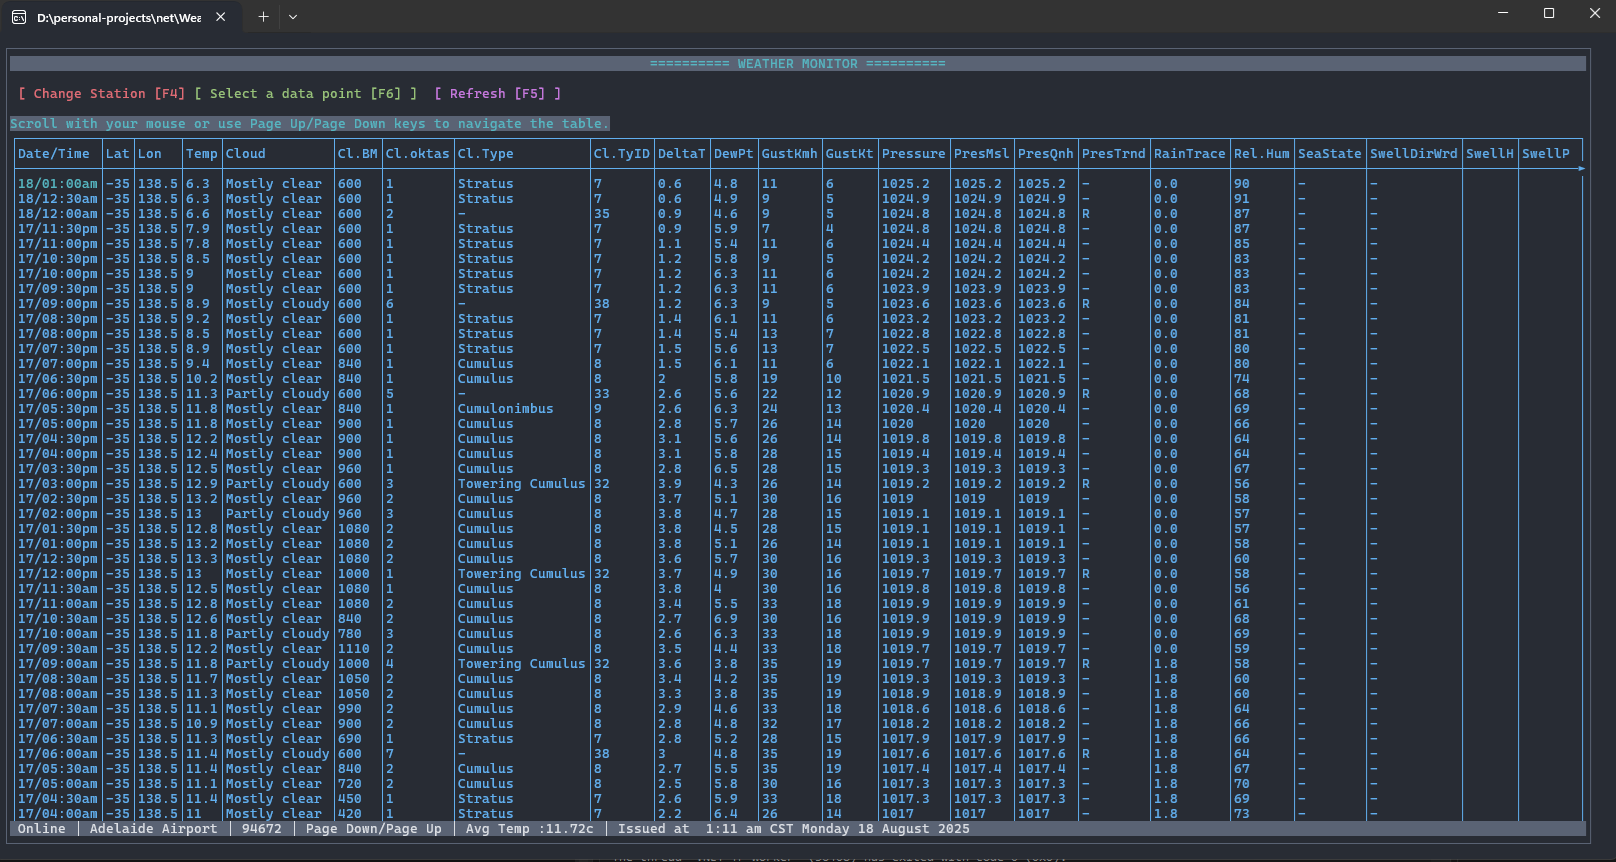 D:\personal-projects\net\Wea
========== WEATHER MONITOR ==========
[ Change Station [F4] [ Select a data point [F6] ] [ Refresh [F5] ]
Scroll with your mouse or use Page Up/Page Down keys to navigate the table.
Date/Time Lat Lon Temp Cloud Cl.BM Cl.oktas Cl.Type Cl.TyID DeltaT DewPt GustKmh GustKt Pressure PresMsl PresQnh PresTrnd RainTrace Rel.Hum SeaState SwellDirWrd SwellH SwellP
18/01:00am -35 138.5 6.3 Mostly clear 600 1 Stratus 7 0.6 4.8 11 6 1025.2 1025.2 1025.2 - 0.0 90 - -
18/12:30am -35 138.5 6.3 Mostly clear 600 1 Stratus 7 0.6 4.9 9 5 1024.9 1024.9 1024.9 - 0.0 91 - -
18/12:00am -35 138.5 6.6 Mostly clear 600 2 - 35 0.9 4.6 9 5 1024.8 1024.8 1024.8 R 0.0 87 - -
17/11:30pm -35 138.5 7.9 Mostly clear 600 1 Stratus 7 0.9 5.9 7 4 1024.8 1024.8 1024.8 - 0.0 87 - -
17/11:00pm -35 138.5 7.8 Mostly clear 600 1 Stratus 7 1.1 5.4 11 6 1024.4 1024.4 1024.4 - 0.0 85 - -
17/10:30pm -35 138.5 8.5 Mostly clear 600 1 Stratus 7 1.2 5.8 9 5 1024.2 1024.2 1024.2 - 0.0 83 - -
17/10:00pm -35 138.5 9 Mostly clear 600 1 Stratus 7 1.2 6.3 11 6 1024.2 1024.2 1024.2 - 0.0 83 - -
17/09:30pm -35 138.5 9 Mostly clear 600 1 Stratus 7 1.2 6.3 11 6 1023.9 1023.9 1023.9 - 0.0 83 - -
17/09:00pm -35 138.5 8.9 Mostly cloudy 600 6 - 38 1.2 6.3 9 5 1023.6 1023.6 1023.6 R 0.0 84 - -
17/08:30pm -35 138.5 9.2 Mostly clear 600 1 Stratus 7 1.4 6.1 11 6 1023.2 1023.2 1023.2 - 0.0 81 - -
17/08:00pm -35 138.5 8.5 Mostly clear 600 1 Stratus 7 1.4 5.4 13 7 1022.8 1022.8 1022.8 - 0.0 81 - -
17/07:30pm -35 138.5 8.9 Mostly clear 600 1 Stratus 7 1.5 5.6 13 7 1022.5 1022.5 1022.5 - 0.0 80 - -
17/07:00pm -35 138.5 9.4 Mostly clear 840 1 Cumulus 8 1.5 6.1 11 6 1022.1 1022.1 1022.1 - 0.0 80 - -
17/06:30pm -35 138.5 10.2 Mostly clear 840 1 Cumulus 8 2 5.8 19 10 1021.5 1021.5 1021.5 - 0.0 74 - -
17/06:00pm -35 138.5 11.3 Partly cloudy 600 5 - 33 2.6 5.6 22 12 1020.9 1020.9 1020.9 R 0.0 68 - -
17/05:30pm -35 138.5 11.8 Mostly clear 840 1 Cumulonimbus 9 2.6 6.3 24 13 1020.4 1020.4 1020.4 - 0.0 69 - -
17/05:00pm -35 138.5 11.8 Mostly clear 900 1 Cumulus 8 2.8 5.7 26 14 1020 1020 1020 - 0.0 66 - -
17/04:30pm -35 138.5 12.2 Mostly clear 900 1 Cumulus 8 3.1 5.6 26 14 1019.8 1019.8 1019.8 - 0.0 64 - -
17/04:00pm -35 138.5 12.4 Mostly clear 900 1 Cumulus 8 3.1 5.8 28 15 1019.4 1019.4 1019.4 - 0.0 64 - -
17/03:30pm -35 138.5 12.5 Mostly clear 960 1 Cumulus 8 2.8 6.5 28 15 1019.3 1019.3 1019.3 - 0.0 67 - -
17/03:00pm -35 138.5 12.9 Partly cloudy 600 3 Towering Cumulus 32 3.9 4.3 26 14 1019.2 1019.2 1019.2 R 0.0 56 - -
17/02:30pm -35 138.5 13.2 Mostly clear 960 2 Cumulus 8 3.7 5.1 30 16 1019 1019 1019 - 0.0 58 - -
17/02:00pm -35 138.5 13 Partly cloudy 960 3 Cumulus 8 3.8 4.7 28 15 1019.1 1019.1 1019.1 - 0.0 57 - -
17/01:30pm -35 138.5 12.8 Mostly clear 1080 2 Cumulus 8 3.8 4.5 28 15 1019.1 1019.1 1019.1 - 0.0 57 - -
17/01:00pm -35 138.5 13.2 Mostly clear 1080 2 Cumulus 8 3.8 5.1 26 14 1019.1 1019.1 1019.1 - 0.0 58 - -
17/12:30pm -35 138.5 13.3 Mostly clear 1080 2 Cumulus 8 3.6 5.7 30 16 1019.3 1019.3 1019.3 - 0.0 60 - -
17/12:00pm -35 138.5 13 Mostly clear 1000 1 Towering Cumulus 32 3.7 4.9 30 16 1019.7 1019.7 1019.7 R 0.0 58 - -
17/11:30am -35 138.5 12.5 Mostly clear 1080 1 Cumulus 8 3.8 4 30 16 1019.8 1019.8 1019.8 - 0.0 56 - -
17/11:00am -35 138.5 12.8 Mostly clear 1080 2 Cumulus 8 3.4 5.5 33 18 1019.9 1019.9 1019.9 - 0.0 61 - -
17/10:30am -35 138.5 12.6 Mostly clear 840 2 Cumulus 8 2.7 6.9 30 16 1019.9 1019.9 1019.9 - 0.0 68 - -
17/10:00am -35 138.5 11.8 Partly cloudy 780 3 Cumulus 8 2.6 6.3 33 18 1019.9 1019.9 1019.9 - 0.0 69 - -
17/09:30am -35 138.5 12.2 Mostly clear 1110 2 Cumulus 8 3.5 4.4 33 18 1019.7 1019.7 1019.7 - 0.0 59 - -
17/09:00am -35 138.5 11.8 Partly cloudy 1000 4 Towering Cumulus 32 3.6 3.8 35 19 1019.7 1019.7 1019.7 R 1.8 58 - -
17/08:30am -35 138.5 11.7 Mostly clear 1050 2 Cumulus 8 3.4 4.2 35 19 1019.3 1019.3 1019.3 - 1.8 60 - -
17/08:00am -35 138.5 11.3 Mostly clear 1050 2 Cumulus 8 3.3 3.8 35 19 1018.9 1018.9 1018.9 - 1.8 60 - -
17/07:30am -35 138.5 11.1 Mostly clear 990 2 Cumulus 8 2.9 4.6 33 18 1018.6 1018.6 1018.6 - 1.8 64 - -
17/07:00am -35 138.5 10.9 Mostly clear 900 2 Cumulus 8 2.8 4.8 32 17 1018.2 1018.2 1018.2 - 1.8 66 - -
17/06:30am -35 138.5 11.3 Mostly clear 690 1 Stratus 7 2.8 5.2 28 15 1017.9 1017.9 1017.9 - 1.8 66 - -
17/06:00am -35 138.5 11.4 Mostly cloudy 600 7 - 38 3 4.8 35 19 1017.6 1017.6 1017.6 R 1.8 64 - -
17/05:30am -35 138.5 11.4 Mostly clear 840 2 Cumulus 8 2.7 5.5 35 19 1017.4 1017.4 1017.4 - 1.8 67 - -
17/05:00am -35 138.5 11.1 Mostly clear 720 2 Cumulus 8 2.5 5.8 30 16 1017.3 1017.3 1017.3 - 1.8 70 - -
17/04:30am -35 138.5 11.4 Mostly clear 450 1 Stratus 7 2.6 5.9 33 18 1017.3 1017.3 1017.3 - 1.8 69 - -
17/04:00am -35 138.5 11 Mostly clear 420 1 Stratus 7 2.2 6.4 26 14 1017 1017 1017 - 1.8 73 - -
Online | Adelaide Airport | 94672 | Page Down/Page Up | Avg Temp :11.72c | Issued at 1:11 am CST Monday 18 August 2025